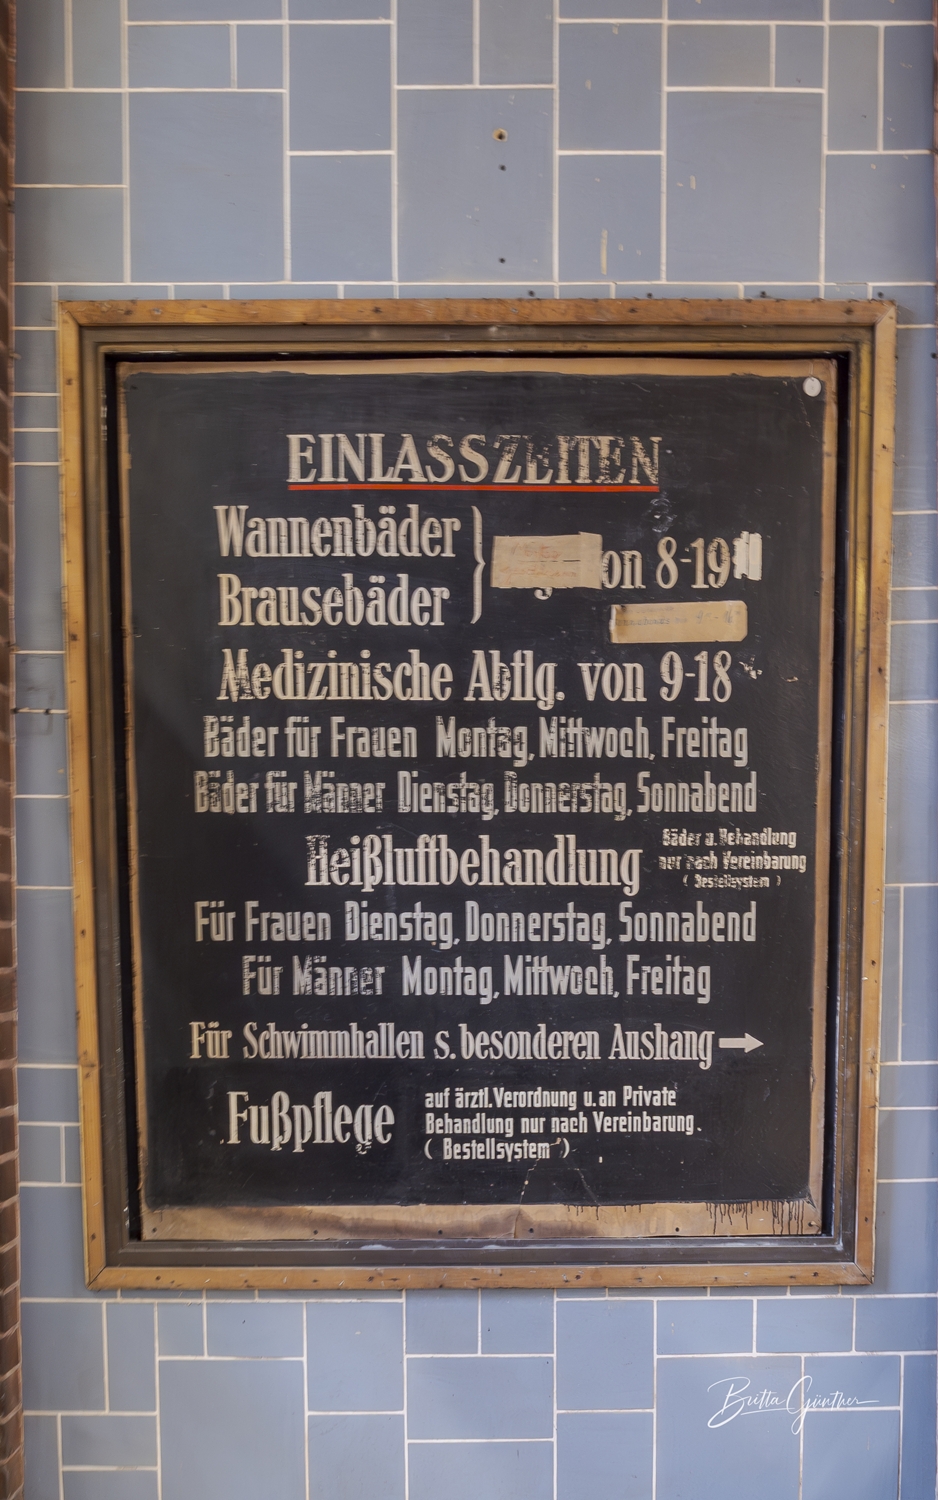 EINLASSZEITEN
Wannenbäder
Brausebäder
on 8-19
Medizinische Abtlg. von 9-18
Bäder für Frauen Montag, Mittwoch, Freitag
Bäder für Männer Dienstag, Donnerstag, Sonnabend
Heißluftbehandlung
Bäder u. Behandlung
nur nach Vereinbarung
( Bestellsystem )
Für Frauen Dienstag, Donnerstag, Sonnabend
Für Männer Montag, Mittwoch, Freitag
Für Schwimmhallen s. besonderen Aushang →
Fußpflege
auf ärztl. Verordnung u. an Private
Behandlung nur nach Vereinbarung.
( Bestellsystem )
Britta Günther